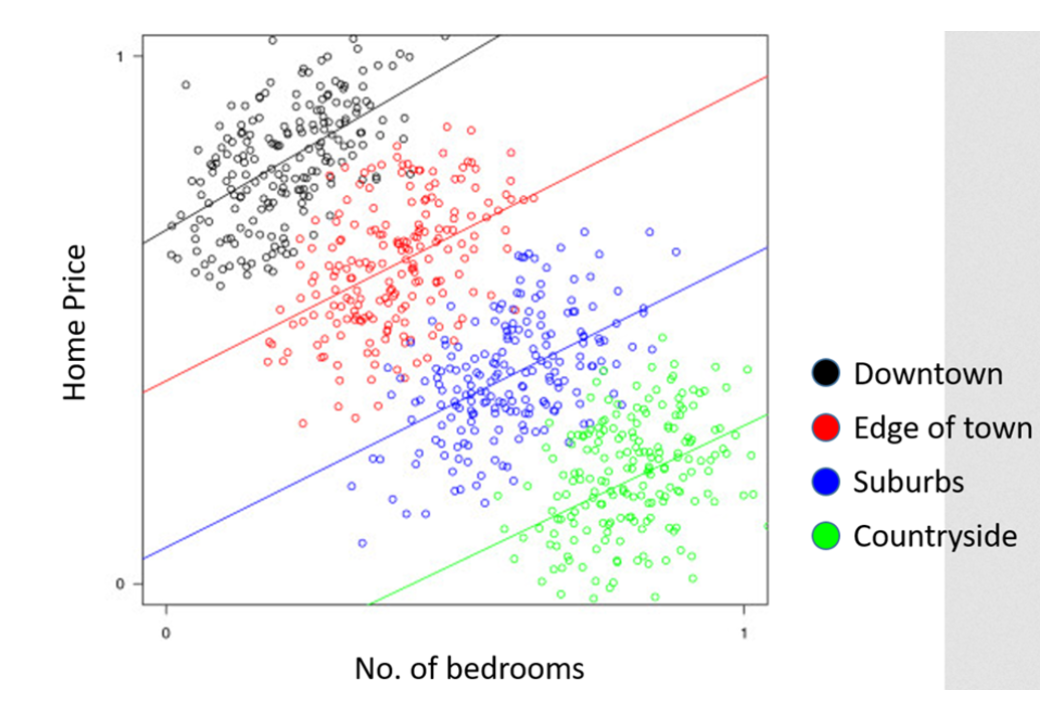 1
Home Price
0
0
1
No. of bedrooms
Downtown
Edge of town
Suburbs
Countryside